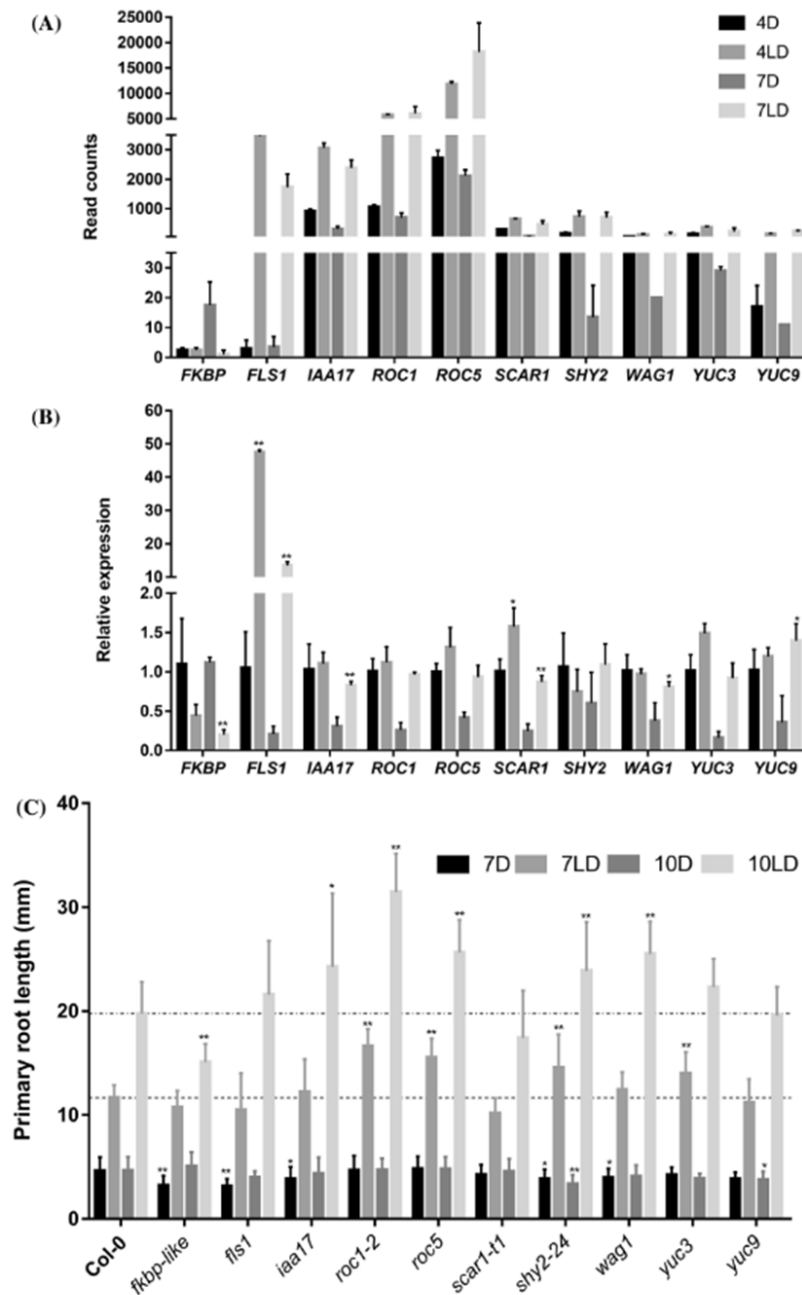 (A)
25000
20000
15000
10000
5000
3000
2000
1000
30
20
10
0
Read counts
4D
4LD
7D
7LD
FKBP FLS1 IAA17 ROC1 ROC5 SCAR1 SHY2 WAG1 YUC3 YUC9
(B)
60
50
40
30
20
10
2.0
1.5
1.0
0.5
0.0
Relative expression
** ** ** ** * ** * *
FKBP FLS1 IAA17 ROC1 ROC5 SCAR1 SHY2 WAG1 YUC3 YUC9
(C)
40
30
20
10
0
Primary root length (mm)
7D 7LD 10D 10LD
** ** ** * * ** ** ** ** * ** ** ** * ** ** *
Col-0 fkbp-like fls1 iaa17 roc1-2 roc5 scar1-t1 shy2-24 wag1 yuc3 yuc9